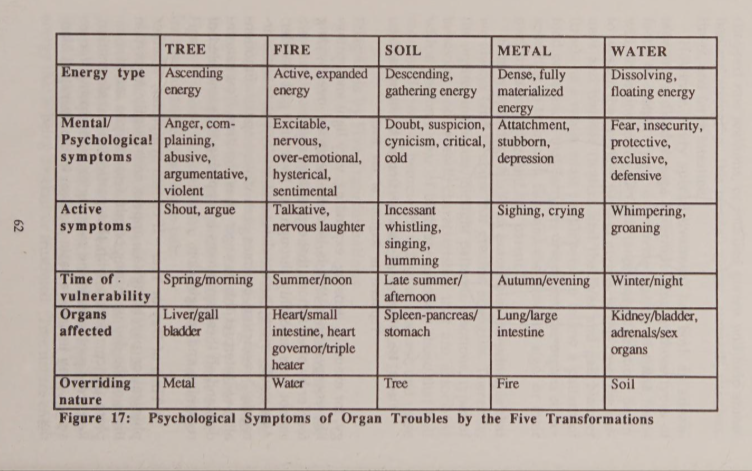 TREE FIRE SOIL METAL WATER
Energy type Ascending Active, expanded Descending, Dense, fully Dissolving,
energy energy gathering energy materialized floating energy
energy
Mental/ Anger, com- Excitable, Doubt, suspicion, Attatchment, Fear, insecurity,
Psychological plaining, nervous, cynicism, critical, stubborn, protective,
symptoms abusive, over-emotional, cold depression exclusive,
argumentative, hysterical, defensive
violent sentimental
Active Shout, argue Talkative, Incessant Sighing, crying Whimpering,
symptoms nervous laughter whistling, groaning
singing,
humming
Time of Spring/morning Summer/noon Late summer/ Autumn/evening Winter/night
vulnerability afternoon
Organs Liver/gall Heart/small Spleen-pancreas/ Lung/large Kidney/bladder,
affected bladder intestine, heart stomach intestine adrenals/sex
governor/triple organs
heater
Overriding Metal Water Tree Fire Soil
nature
Figure 17: Psychological Symptoms of Organ Troubles by the Five Transformations
62